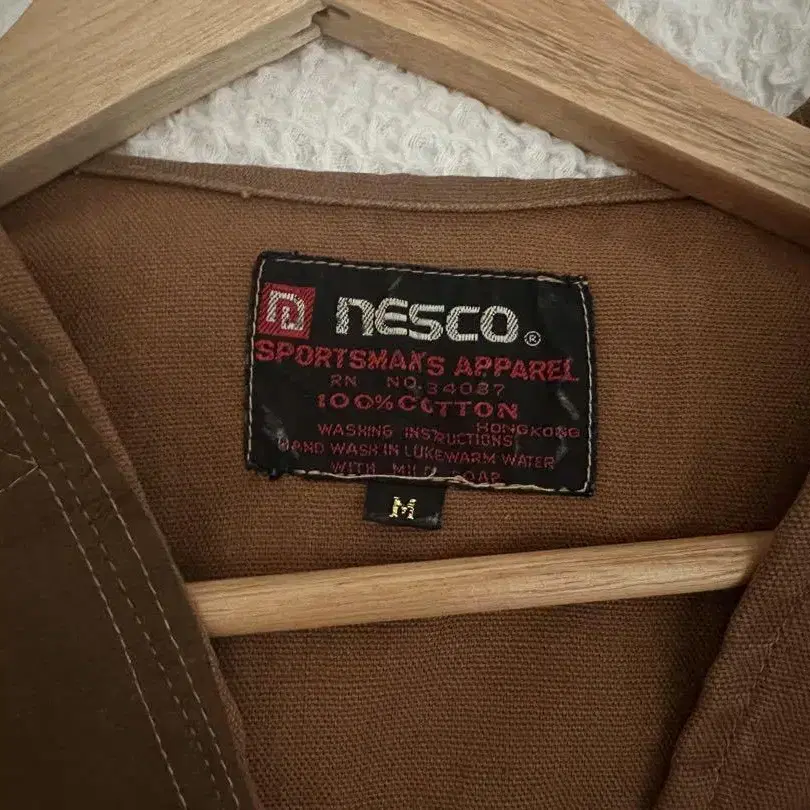 n nesco®
SPORTSMAN'S APPAREL
RN NO.34087
100% COTTON
HONGKONG
WASHING INSTRUCTIONS
HAND WASH IN LUKEWARM WATER
WITH MILD SOAP
M